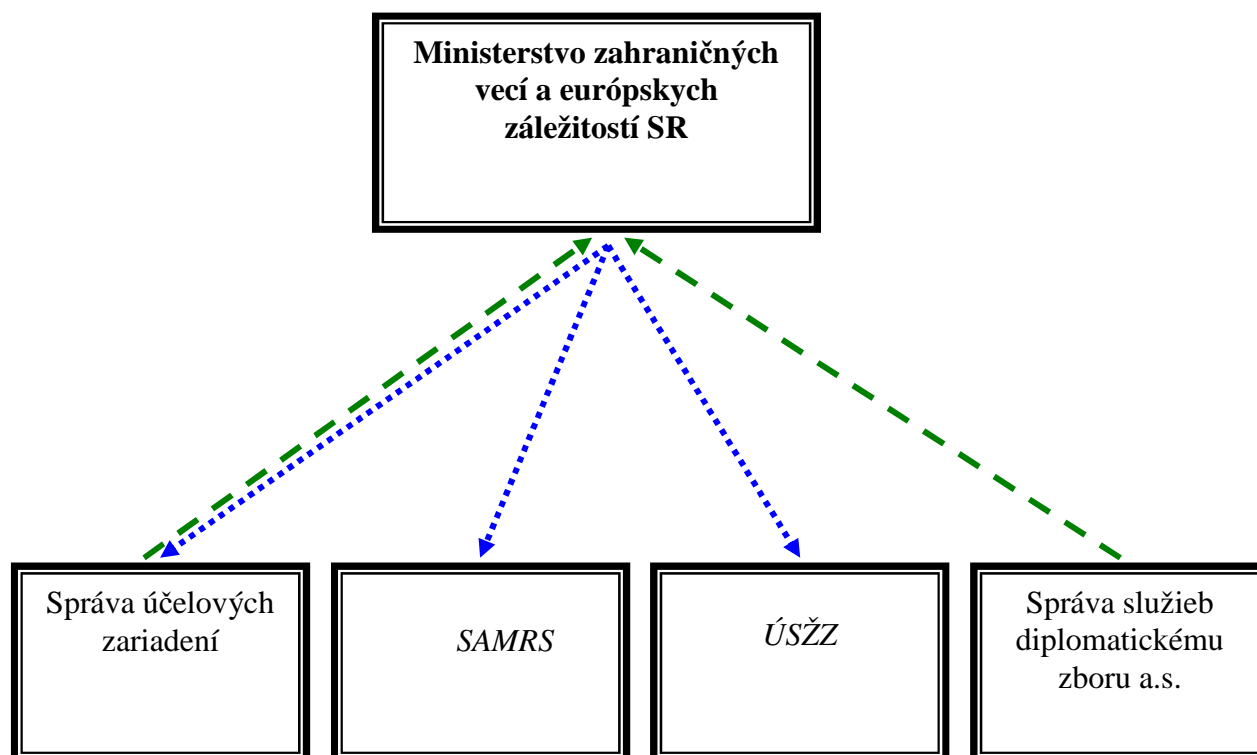 Ministerstvo zahraničných
vecí a európskych
záležitostí SR
Správa účelových
zariadení
SAMRS
ÚSŽZ
Správa služieb
diplomatickému
zboru a.s.